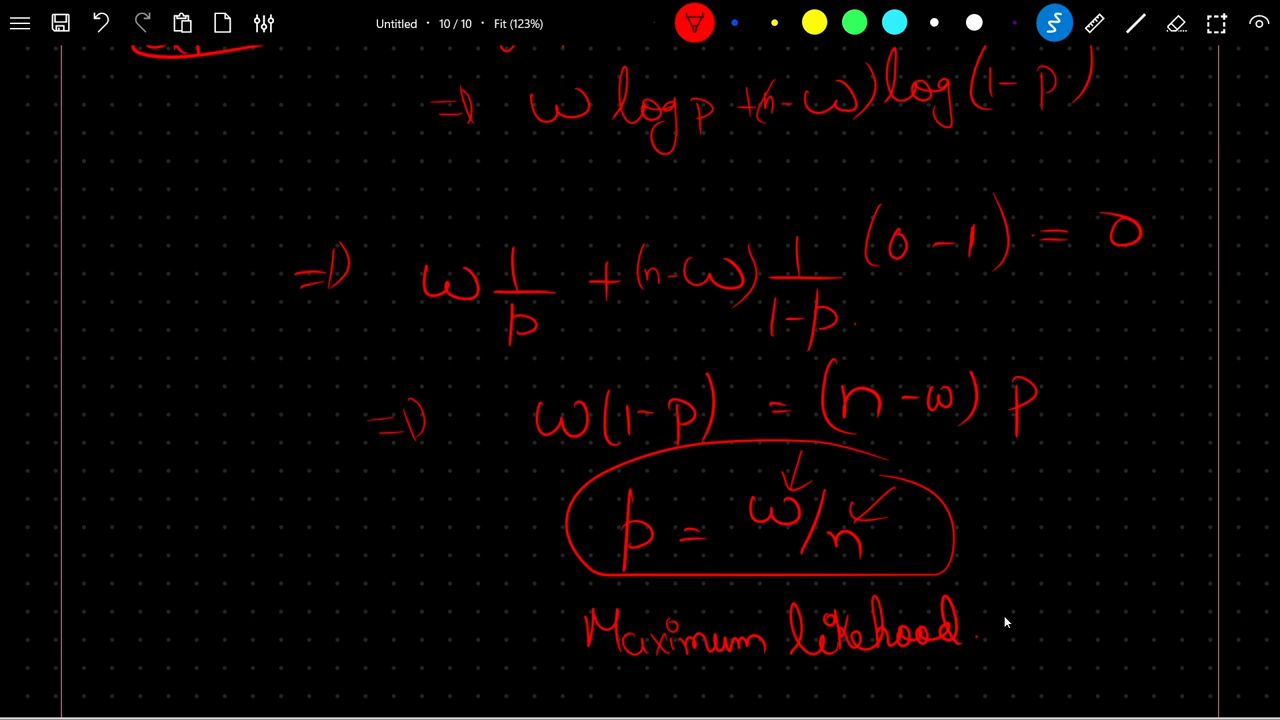 Untitled • 10 / 10 • Fit (123%)
=> ω log p + (n - ω) log (1 - p)
=> ω 1/p + (n - ω) 1/(1 - p) (0 - 1) = 0
=> ω (1 - p) = (n - ω) p
p = ω/n
Maximum likehood.